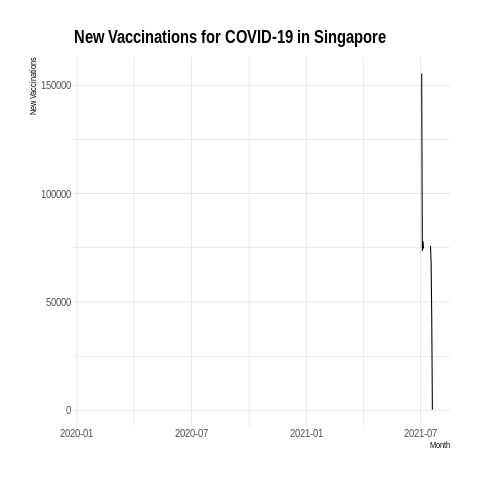 New Vaccinations for COVID-19 in Singapore
New Vaccinations
150000
100000
50000
0
2020-01 2020-07 2021-01 2021-07
Month